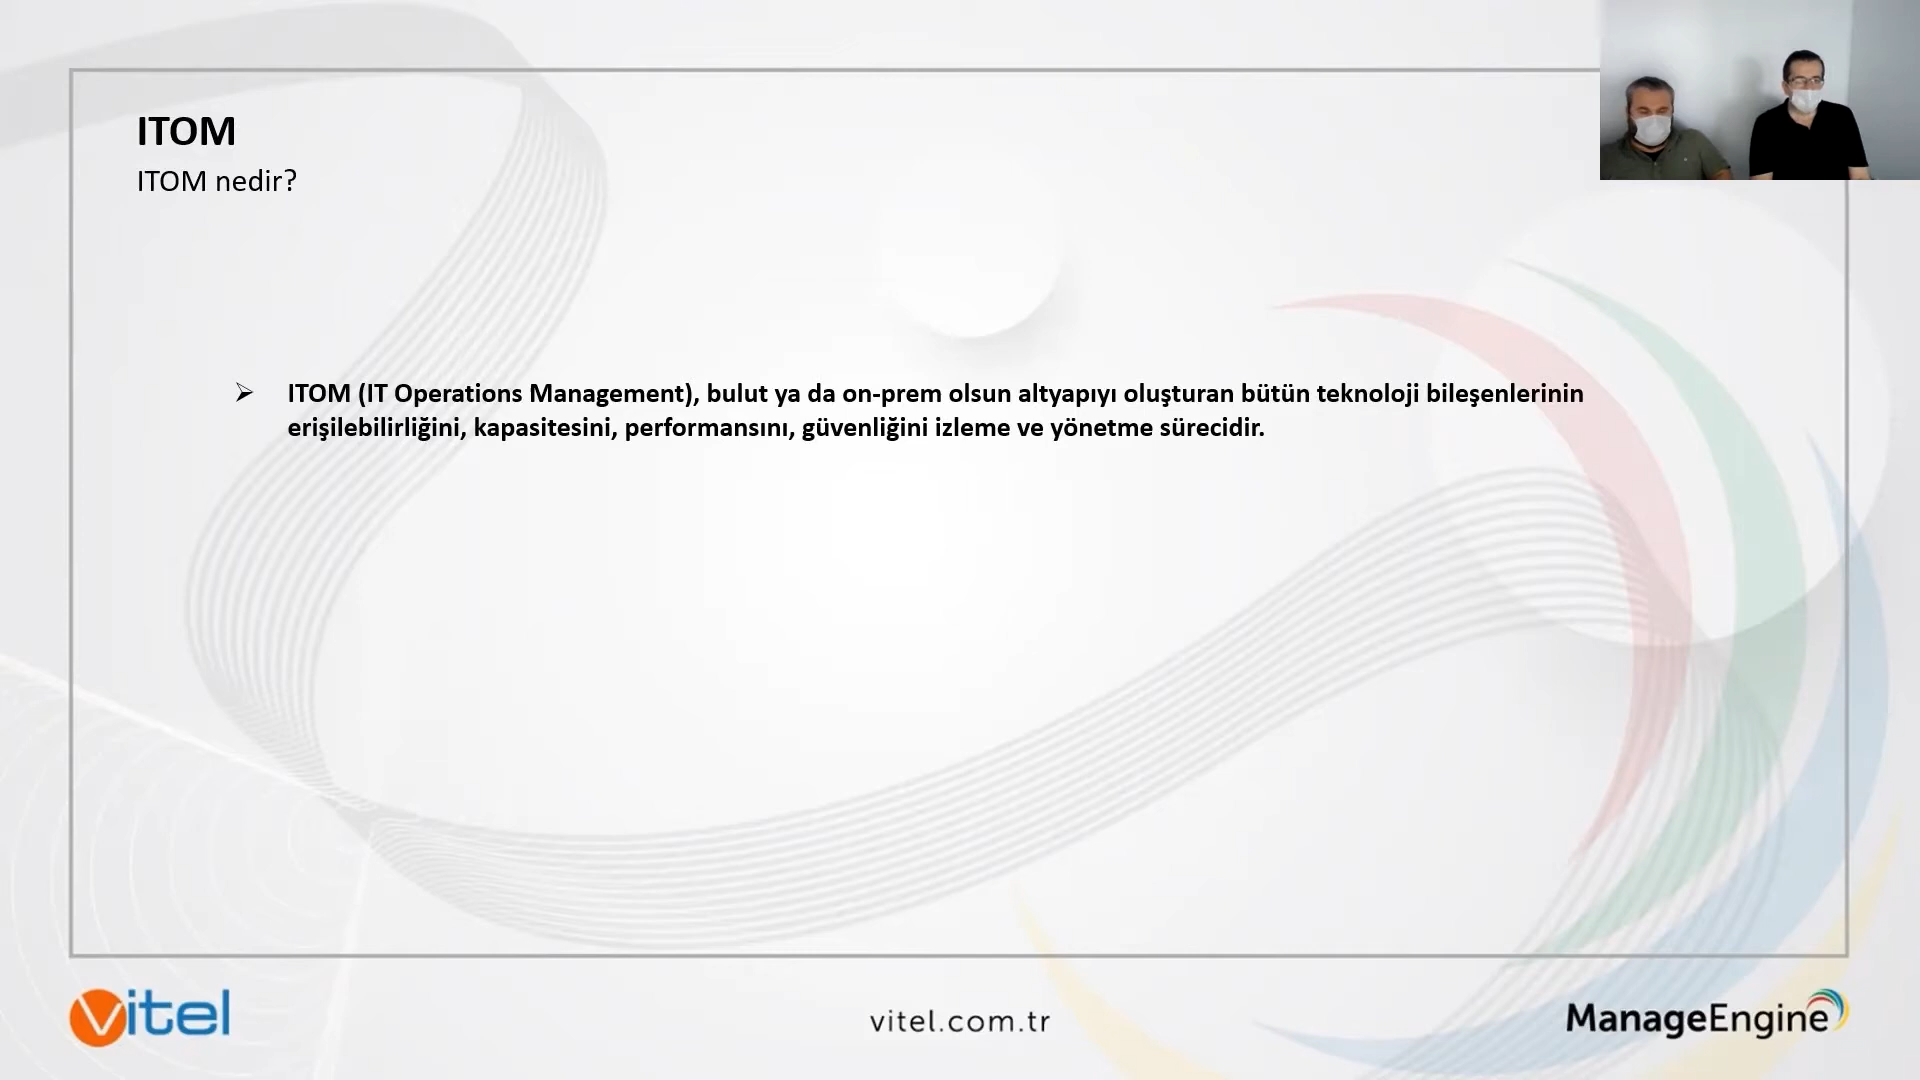 ITOM
ITOM nedir?
➢ ITOM (IT Operations Management), bulut ya da on-prem olsun altyapıyı oluşturan bütün teknoloji bileşenlerinin
erişilebilirliğini, kapasitesini, performansını, güvenliğini izleme ve yönetme sürecidir.
vitel
vitel.com.tr
ManageEngine